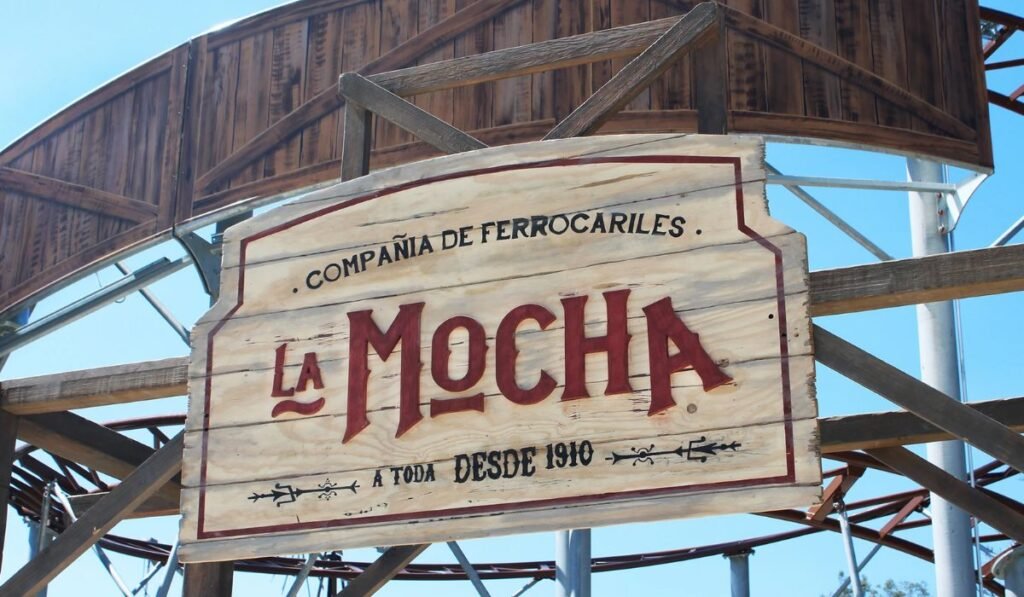 . COMPAÑIA DE FERROCARILES .
LA MOCHA
A TODA DESDE 1910